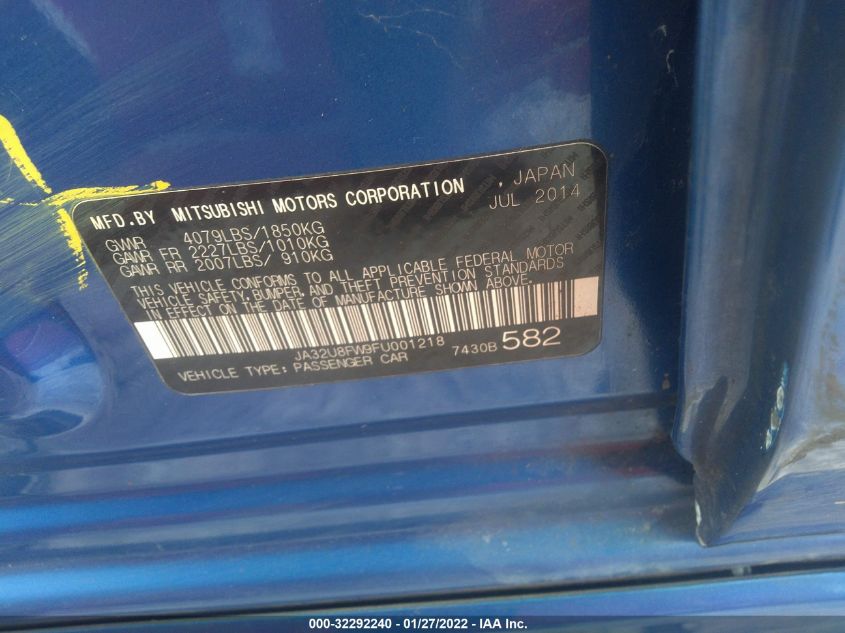 MFD.BY MITSUBISHI MOTORS CORPORATION , JAPAN
JUL 2014
GVWR 4079LBS/1850KG
GAWR FR 2227LBS/1010KG
GAWR RR 2007LBS/ 910KG
THIS VEHICLE CONFORMS TO ALL APPLICABLE FEDERAL MOTOR
VEHICLE SAFETY, BUMPER, AND THEFT PREVENTION STANDARDS
IN EFFECT ON THE DATE OF MANUFACTURE SHOWN ABOVE.
JA32U8FW9FU001218 7430B 582
VEHICLE TYPE: PASSENGER CAR
000-32292240 — 01/27/2022 — IAA Inc.